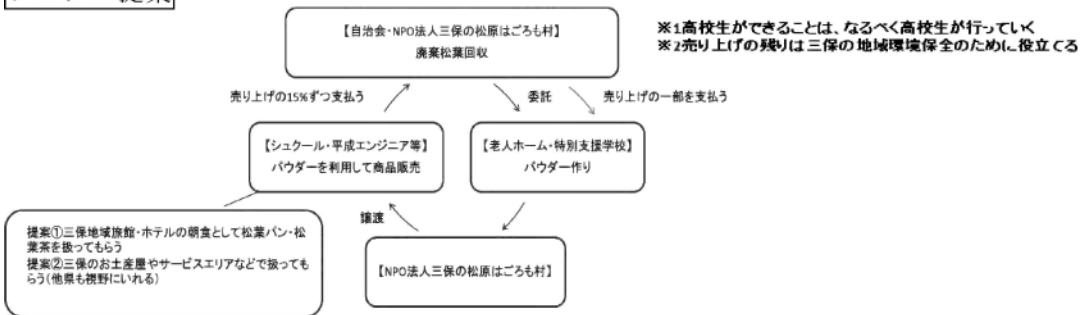 提案
【自治会・NPO法人三保の松原はごろも村】
廃棄松葉回収
※1高校生ができることは、なるべく高校生が行っていく
※2売り上げの残りは三保の地域環境保全のために役立てる
売り上げの15%ずつ支払う
委託
売り上げの一部を支払う
【シュクール・平成エンジニア等】
パウダーを利用して商品販売
【老人ホーム・特別支援学校】
パウダー作り
譲渡
提案①三保地域旅館・ホテルの朝食として松葉パン・松
葉茶を扱ってもらう
提案②三保のお土産屋やサービスエリアなどで扱っても
らう(他県も視野にいれる)
【NPO法人三保の松原はごろも村】